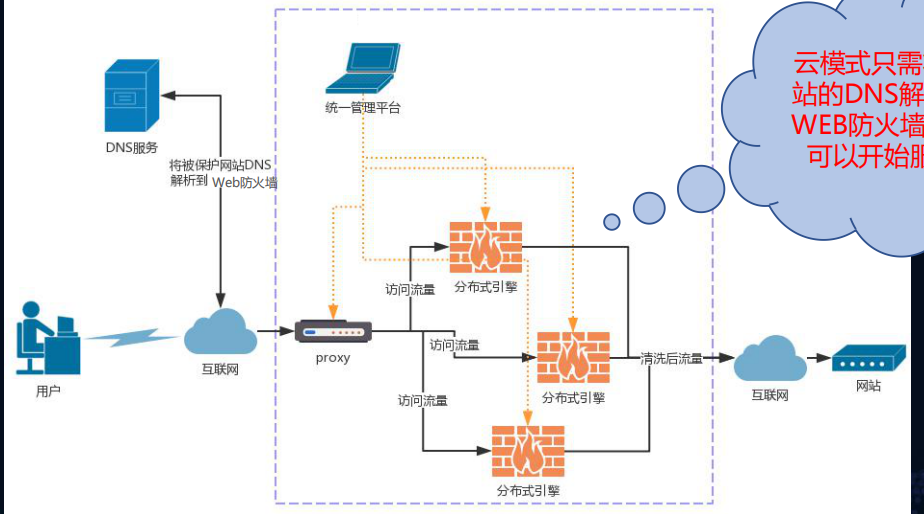 云模式只需
站的DNS解
WEB防火墙
可以开始服
统一管理平台
DNS服务
将被保护网站DNS
解析到 Web防火墙
访问流量
分布式引擎
访问流量
proxy
互联网
用户
清洗后流量
分布式引擎
互联网
网站
访问流量
分布式引擎